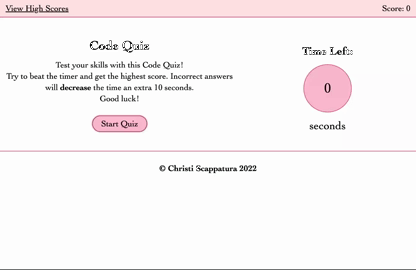 View High Scores
Score: 0
Code Quiz
Test your skills with this Code Quiz!
Try to beat the timer and get the highest score. Incorrect answers
will decrease the time an extra 10 seconds.
Good luck!
Start Quiz
Time Left:
0
seconds
© Christi Scappatura 2022